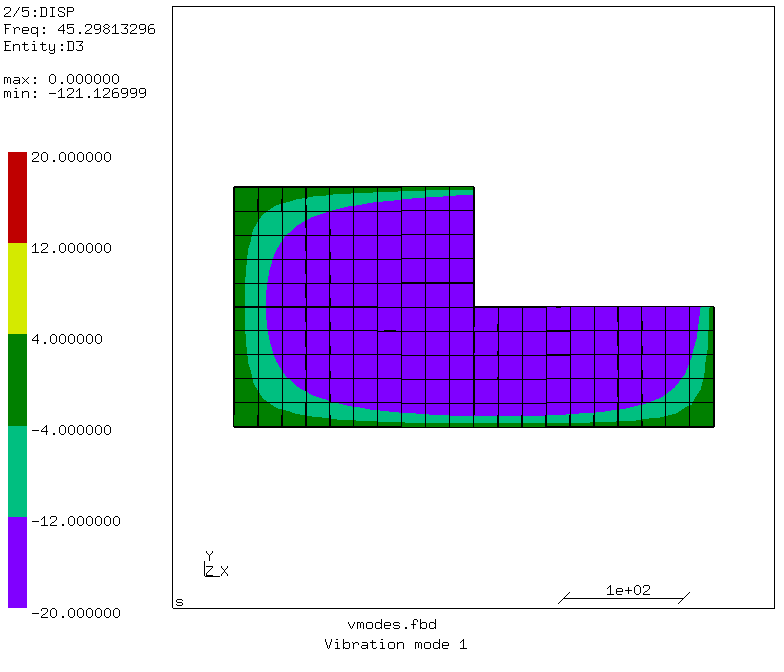 2/5:DISP
Freq: 45.29813296
Entity:D3
max: 0.000000
min: -121.126999
20.000000
12.000000
4.000000
-4.000000
-12.000000
-20.000000
Y
Z X
s
1e+02
vmodes.fbd
Vibration mode 1